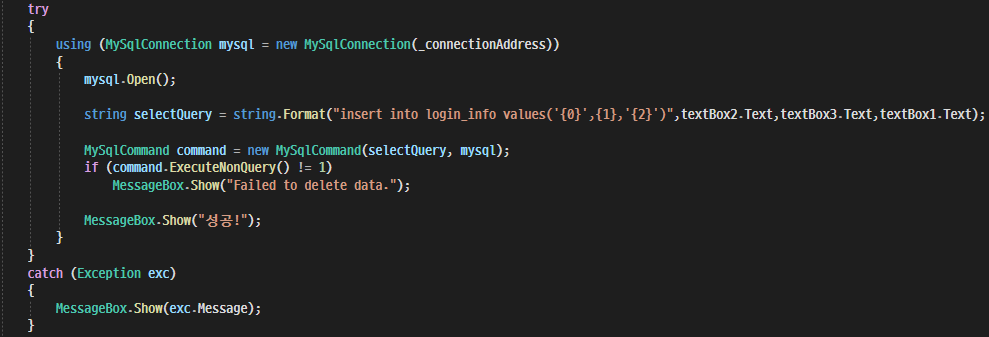 try
{
using (MySqlConnection mysql = new MySqlConnection(_connectionAddress))
{
mysql.Open();
string selectQuery = string.Format("insert into login_info values('{0}',{1},'{2}')",textBox2.Text,textBox3.Text,textBox1.Text);
MySqlCommand command = new MySqlCommand(selectQuery, mysql);
if (command.ExecuteNonQuery() != 1)
MessageBox.Show("Failed to delete data.");
MessageBox.Show("셩공!");
}
}
catch (Exception exc)
{
MessageBox.Show(exc.Message);
}